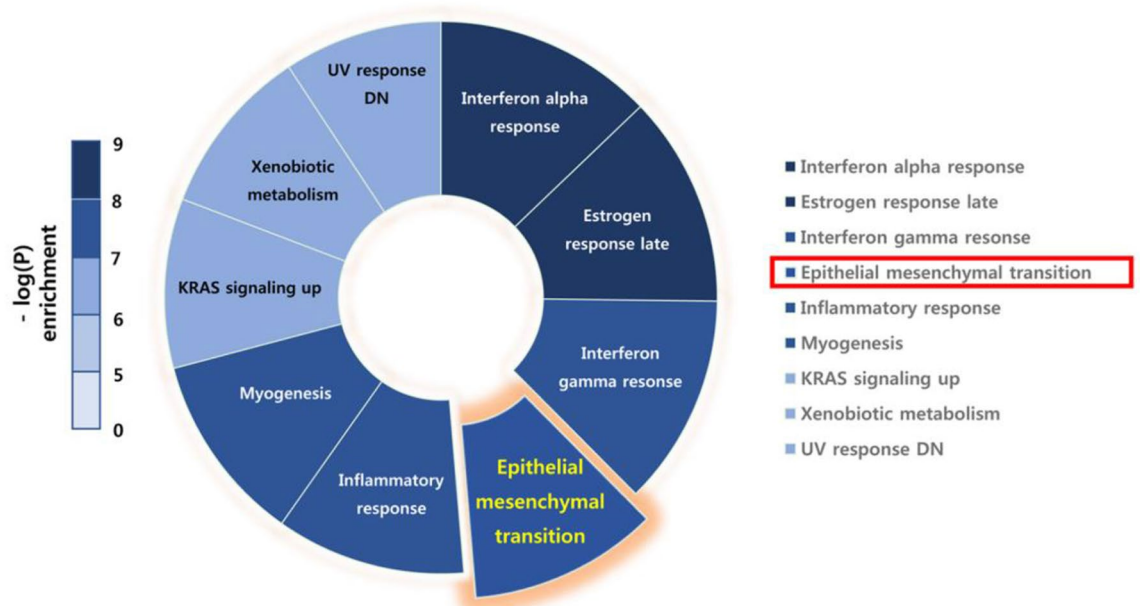 - log(P)
enrichment
9
8
7
6
5
0
UV response
DN
Interferon alpha
response
Xenobiotic
metabolism
Estrogen
response late
KRAS signaling up
Interferon
gamma resonse
Myogenesis
Inflammatory
response
Epithelial
mesenchymal
transition
Interferon alpha response
Estrogen response late
Interferon gamma resonse
Epithelial mesenchymal transition
Inflammatory response
Myogenesis
KRAS signaling up
Xenobiotic metabolism
UV response DN